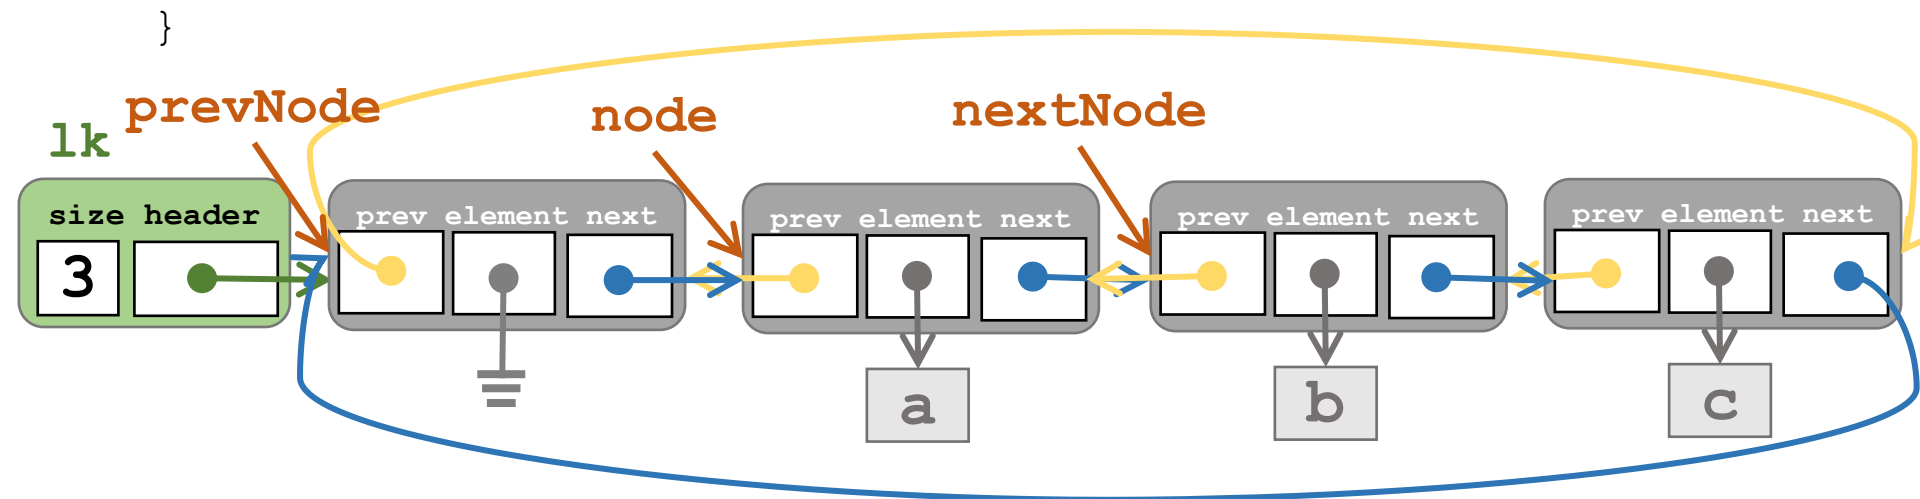 }
prevNode node nextNode
lk
size header prev element next prev element next prev element next prev element next
3
a b c